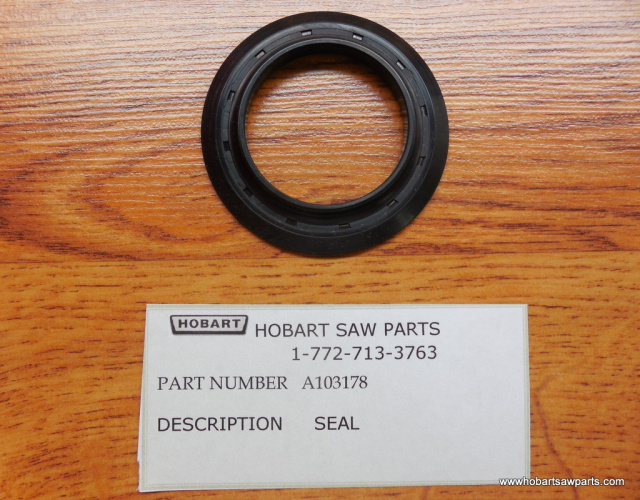 HOBART HOBART SAW PARTS
1-772-713-3763
PART NUMBER A103178
DESCRIPTION SEAL
www.hobartsawparts.com